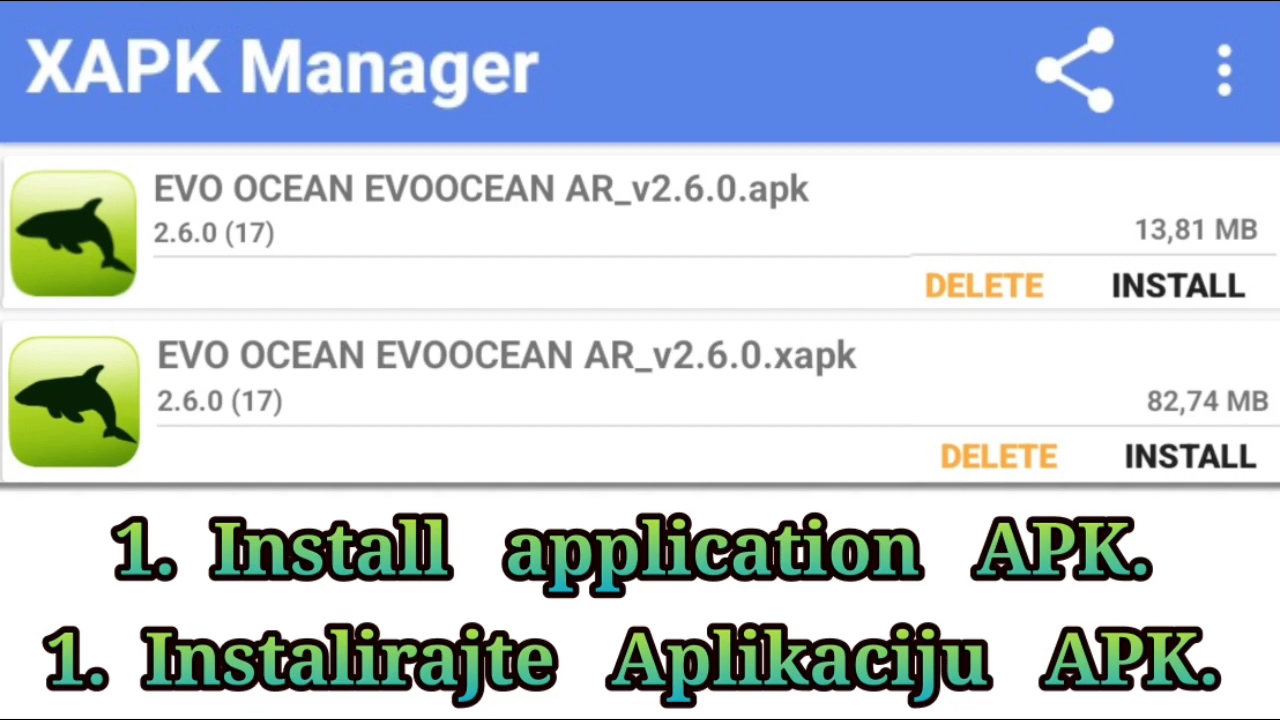 XAPK Manager
EVO OCEAN EVOOCEAN AR_v2.6.0.apk
2.6.0 (17)
13,81 MB
DELETE INSTALL
EVO OCEAN EVOOCEAN AR_v2.6.0.xapk
2.6.0 (17)
82,74 MB
DELETE INSTALL
1. Install application APK.
1. Instalirajte Aplikaciju APK.